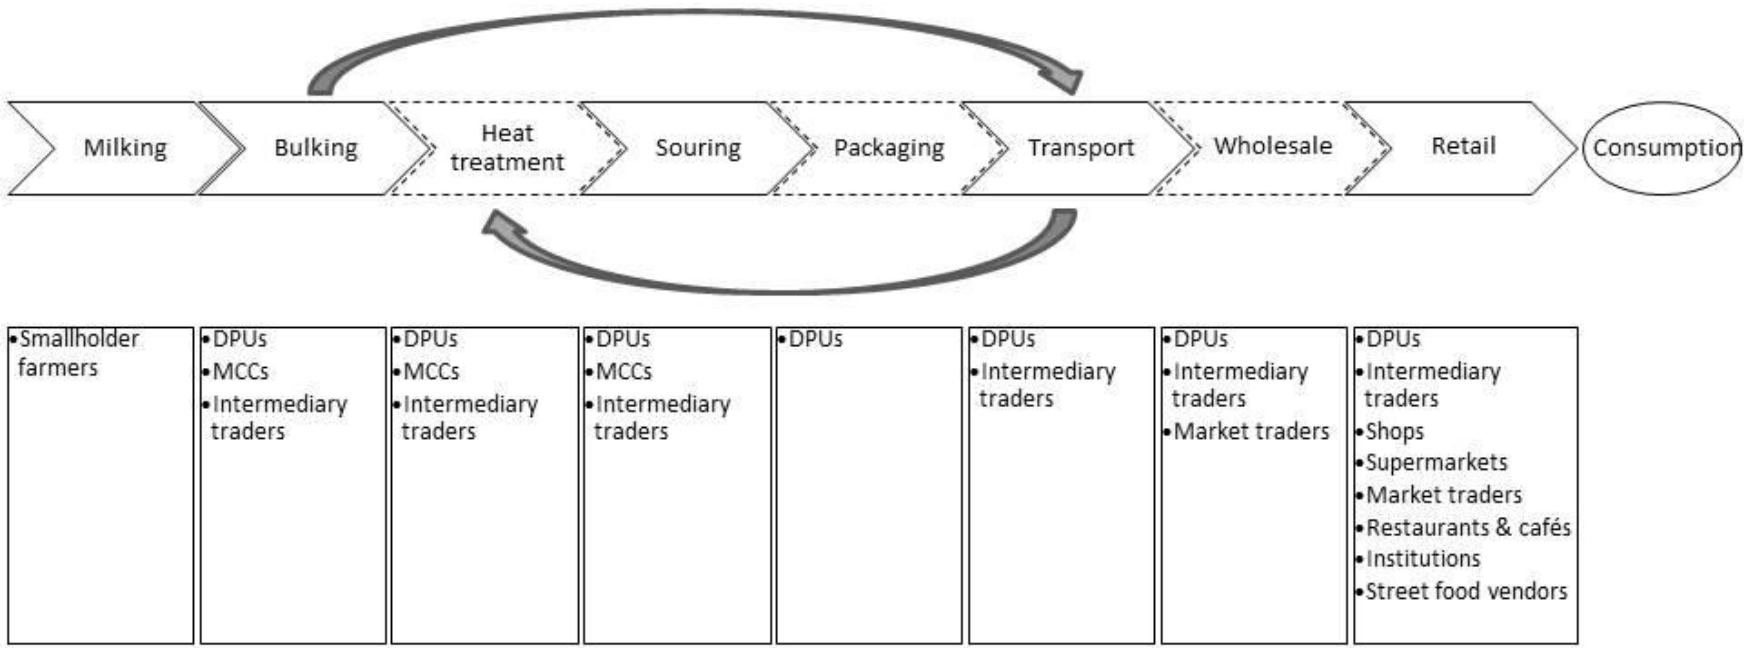 Milking
Bulking
Heat
treatment
Souring
Packaging
Transport
Wholesale
Retail
Consumption
•Smallholder
farmers
•DPUs
•MCCs
•Intermediary
traders
•DPUs
•MCCs
•Intermediary
traders
•DPUs
•MCCs
•Intermediary
traders
•DPUs
•DPUs
•Intermediary
traders
•DPUs
•Intermediary
traders
•Market traders
•DPUs
•Intermediary
traders
•Shops
•Supermarkets
•Market traders
•Restaurants & cafés
•Institutions
•Street food vendors